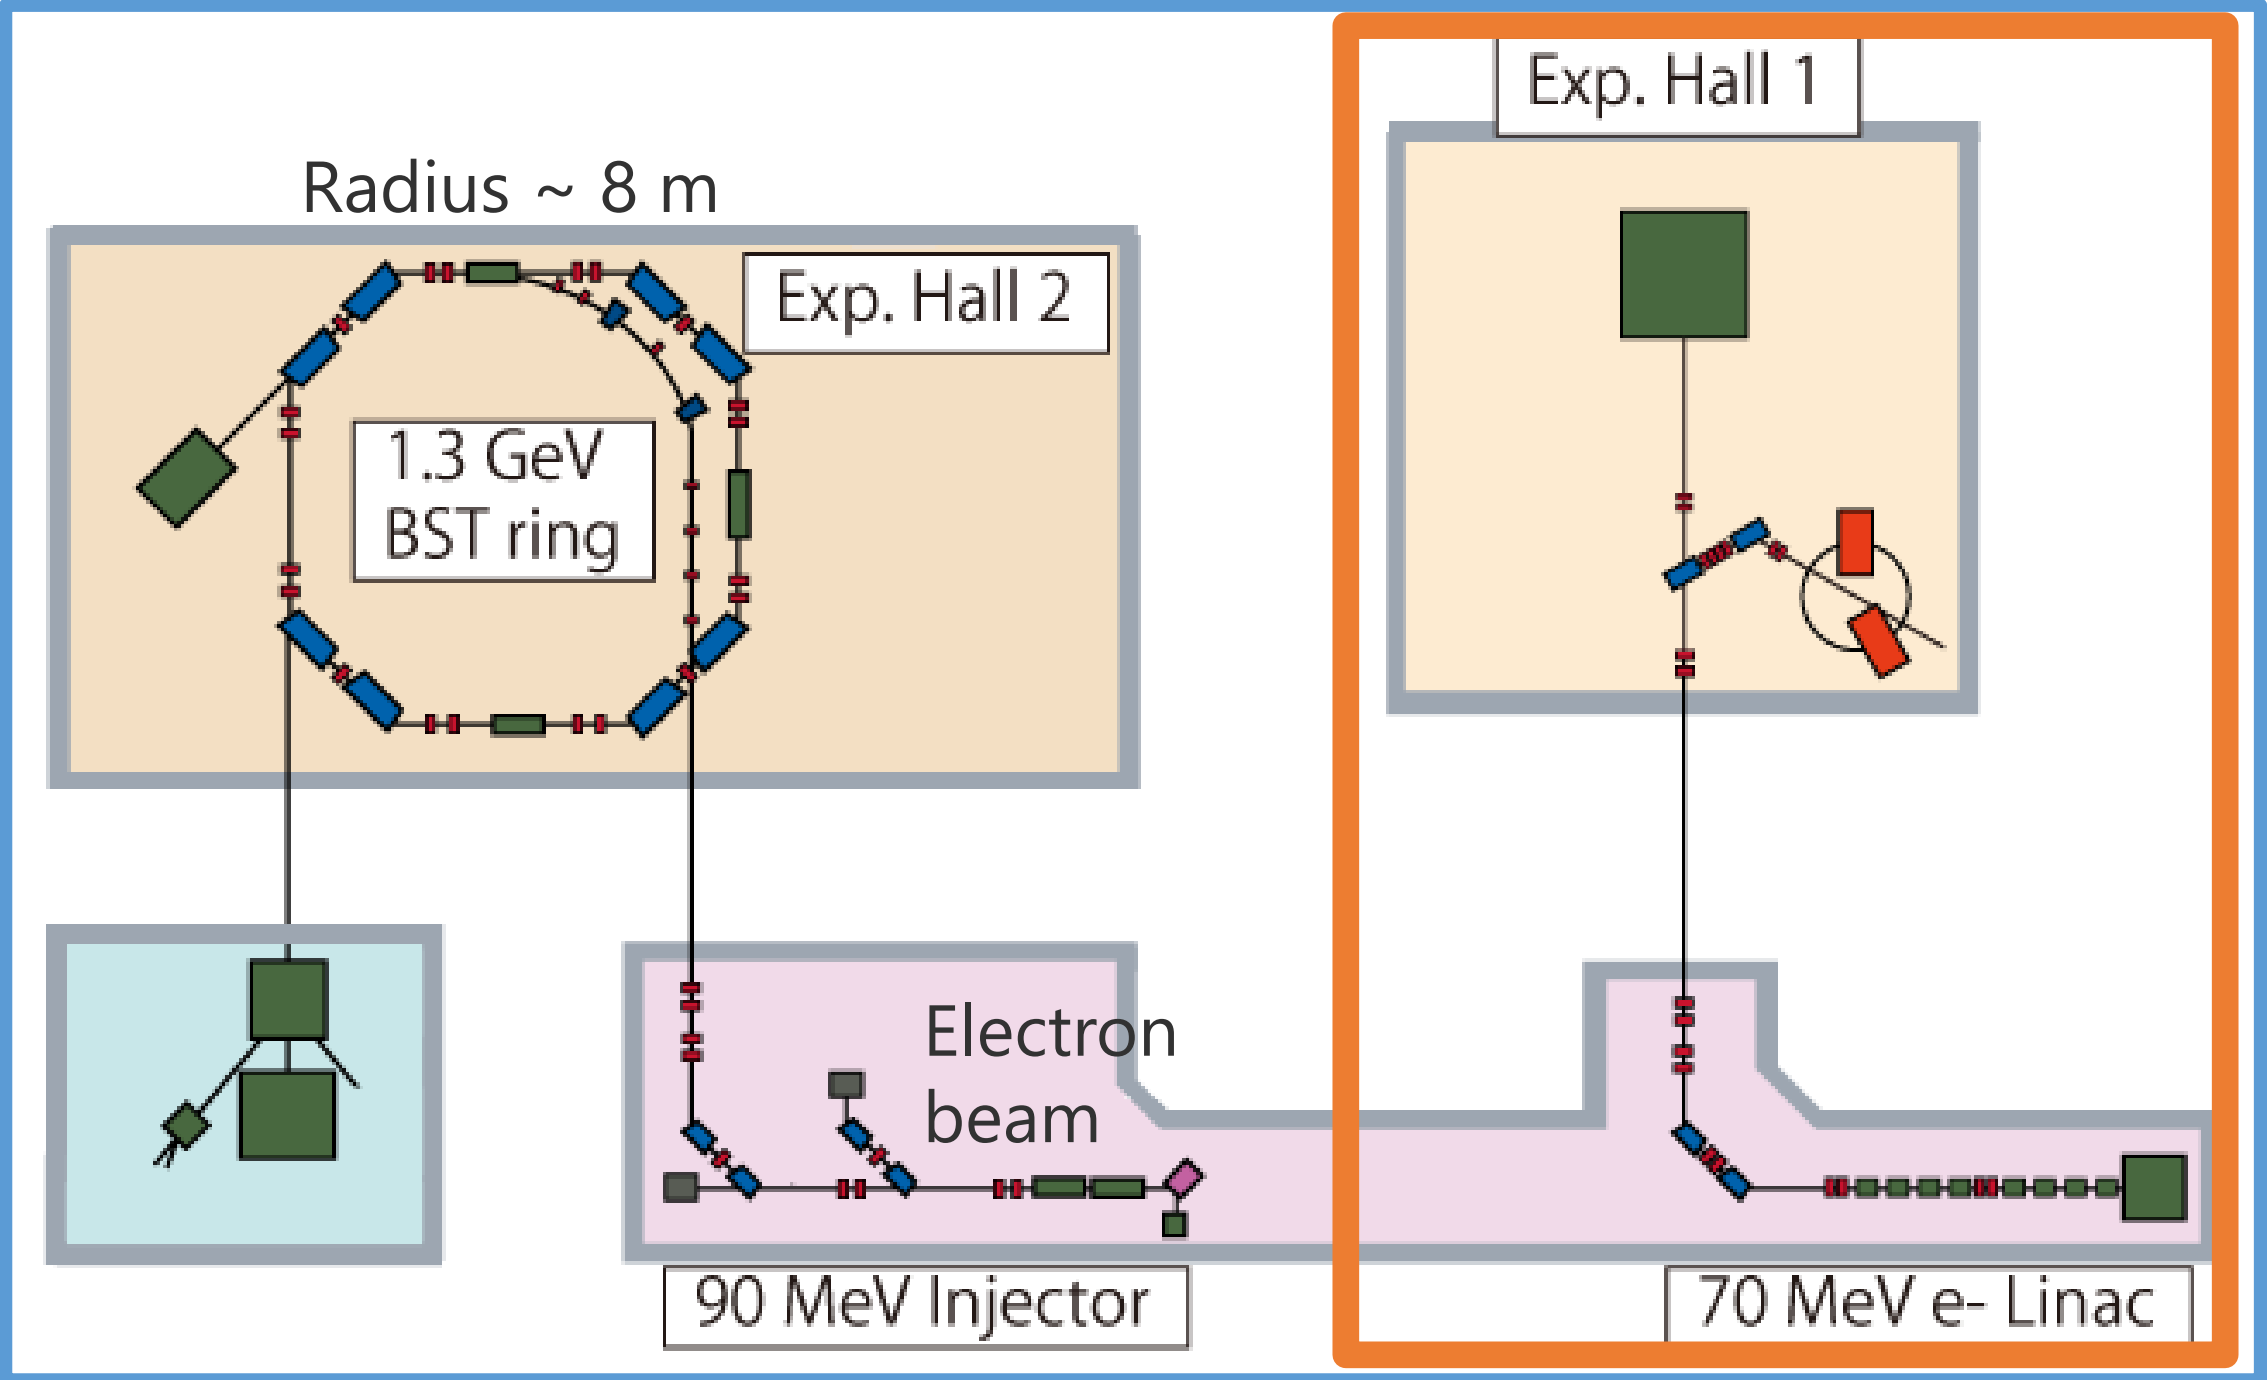 Exp. Hall 1
Radius ~ 8 m
Exp. Hall 2
1.3 GeV
BST ring
Electron
beam
90 MeV Injector
70 MeV e- Linac